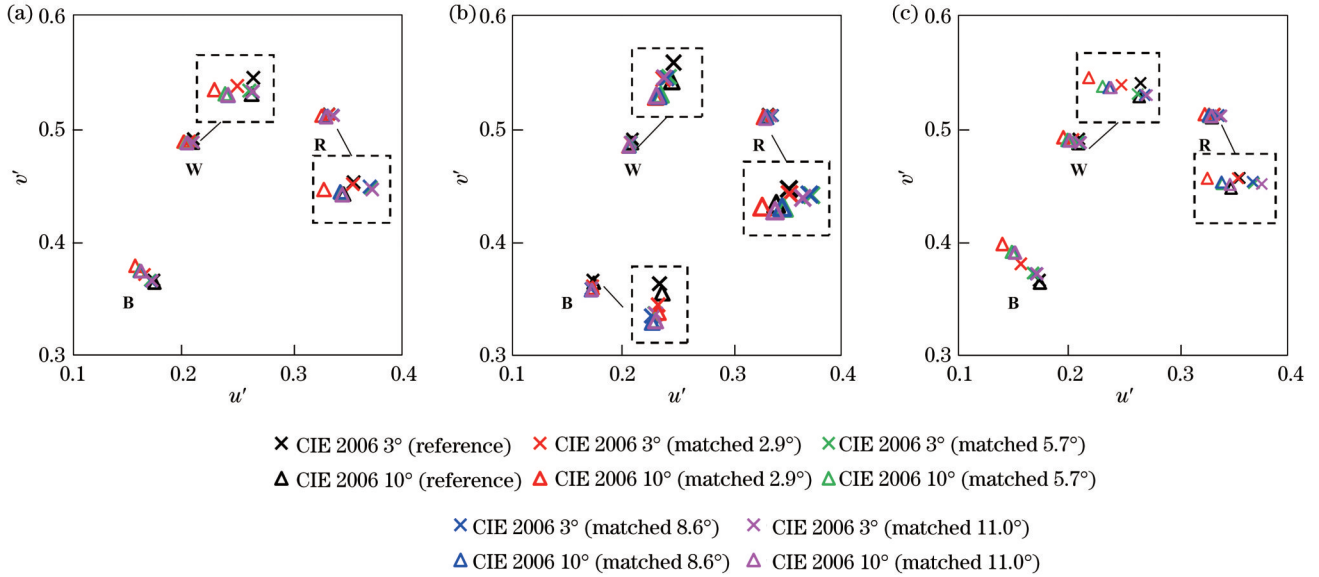 (a)
0.6
0.5
0.4
0.3
0.1
0.2
0.3
0.4
v′
u′
W
R
B
(b)
0.6
0.5
0.4
0.3
0.1
0.2
0.3
0.4
v′
u′
W
R
B
(c)
0.6
0.5
0.4
0.3
0.1
0.2
0.3
0.4
v′
u′
W
R
B
CIE 2006 3° (reference)
CIE 2006 3° (matched 2.9°)
CIE 2006 3° (matched 5.7°)
CIE 2006 10° (reference)
CIE 2006 10° (matched 2.9°)
CIE 2006 10° (matched 5.7°)
CIE 2006 3° (matched 8.6°)
CIE 2006 3° (matched 11.0°)
CIE 2006 10° (matched 8.6°)
CIE 2006 10° (matched 11.0°)